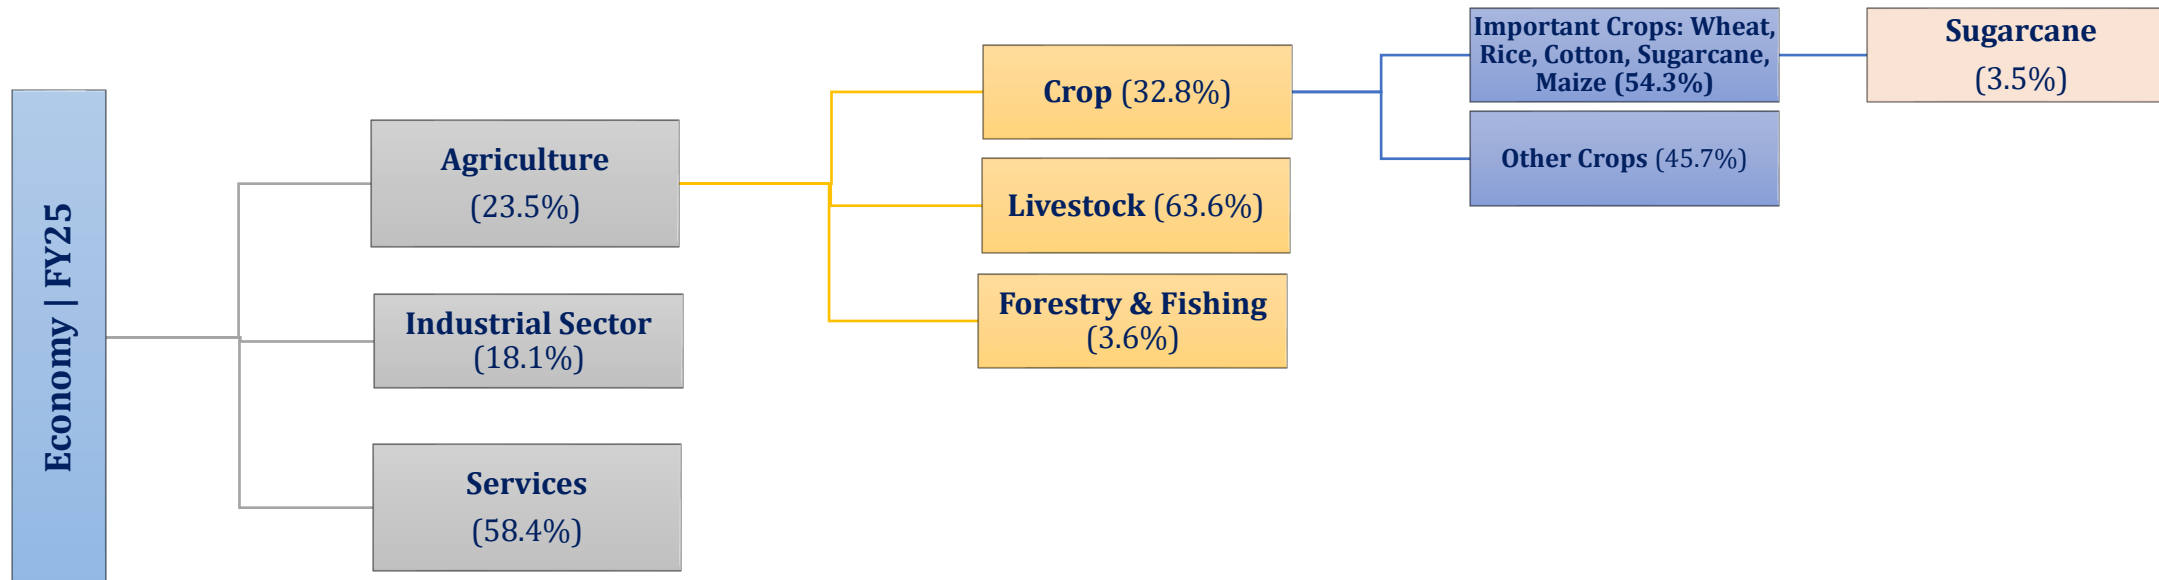 Economy | FY25
Agriculture
(23.5%)
Industrial Sector
(18.1%)
Services
(58.4%)
Crop (32.8%)
Livestock (63.6%)
Forestry & Fishing
(3.6%)
Important Crops: Wheat,
Rice, Cotton, Sugarcane,
Maize (54.3%)
Other Crops (45.7%)
Sugarcane
(3.5%)